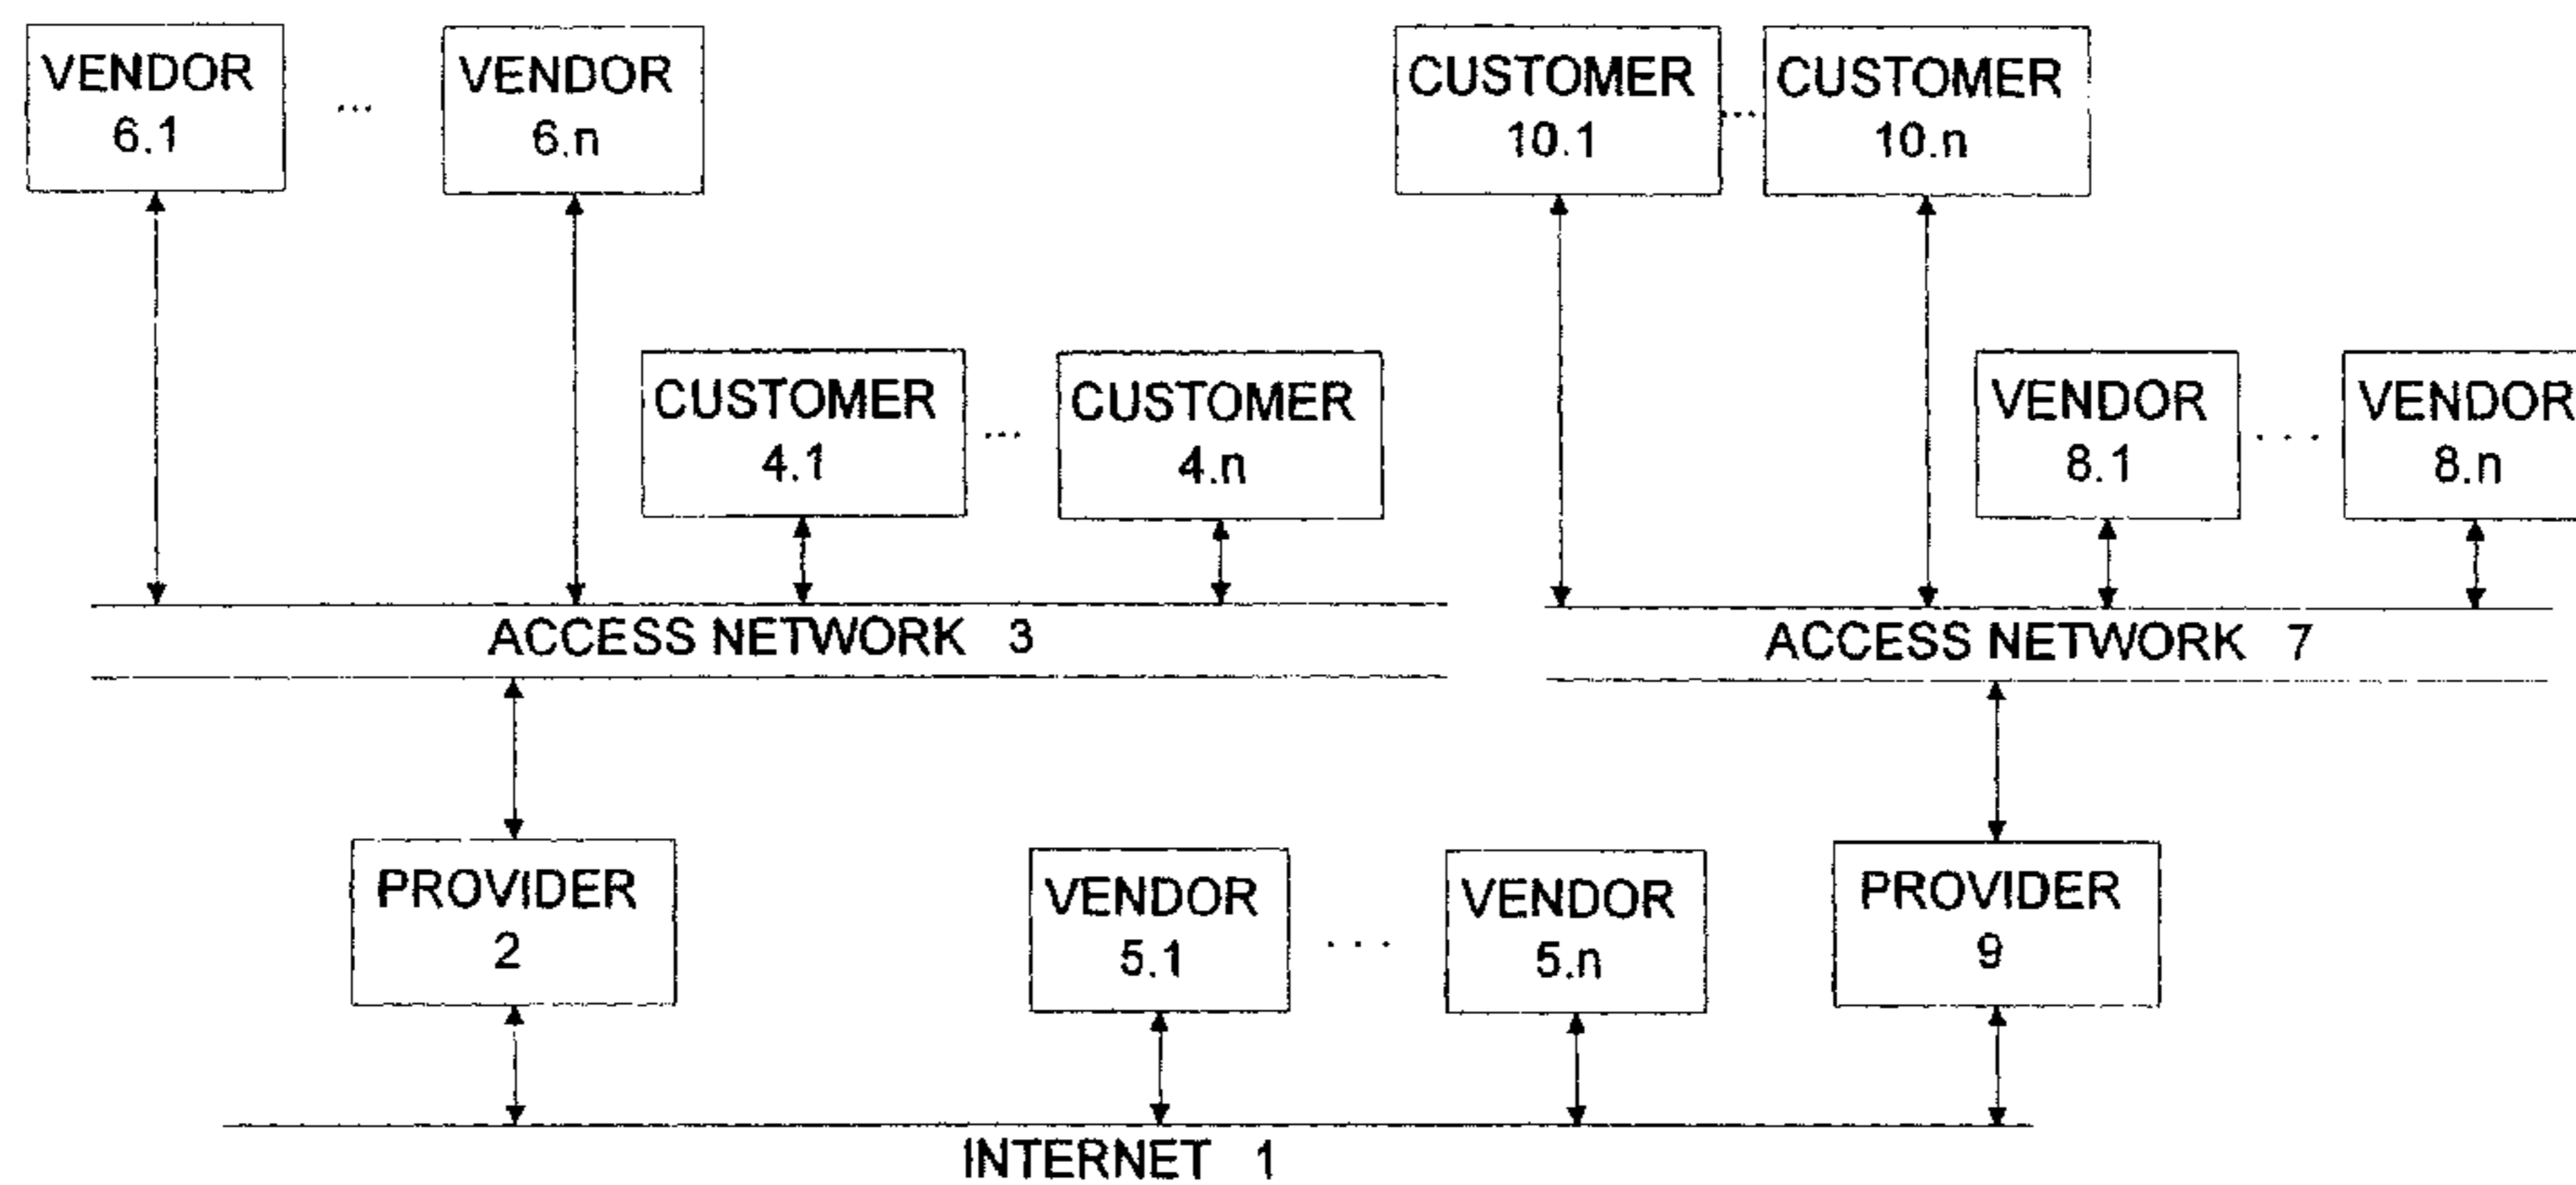 VENDOR
6.1
...
VENDOR
6.n
CUSTOMER
10.1
...
CUSTOMER
10.n
CUSTOMER
4.1
...
CUSTOMER
4.n
VENDOR
8.1
...
VENDOR
8.n
ACCESS NETWORK 3
ACCESS NETWORK 7
PROVIDER
2
VENDOR
5.1
...
VENDOR
5.n
PROVIDER
9
INTERNET 1